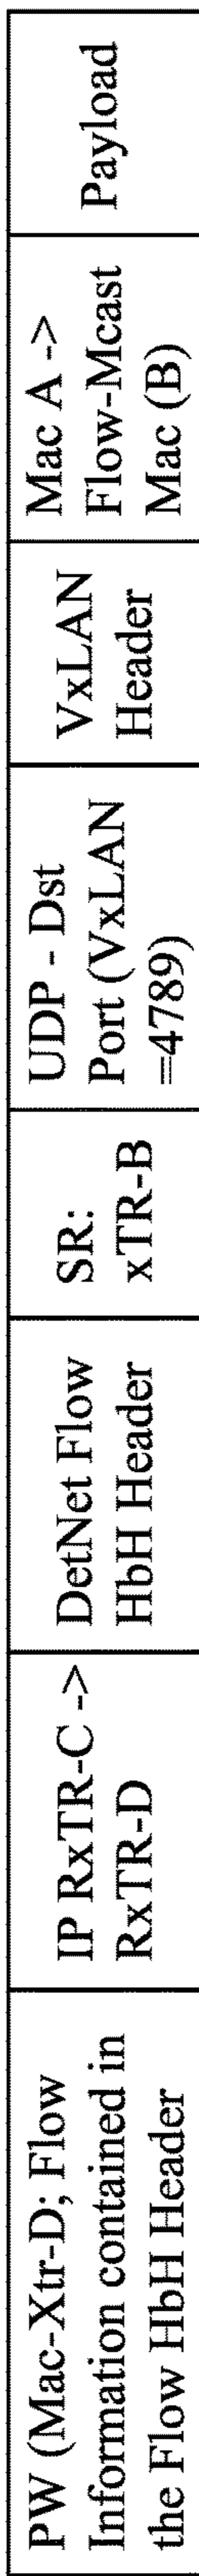 PW (Mac-Xtr-D; Flow
Information contained in
the Flow HbH Header
IP RxTR-C ->
RxTR-D
DetNet Flow
HbH Header
SR:
xTR-B
UDP - Dst
Port (VxLAN
=4789)
VxLAN
Header
Mac A ->
Flow-Mcast
Mac (B)
Payload